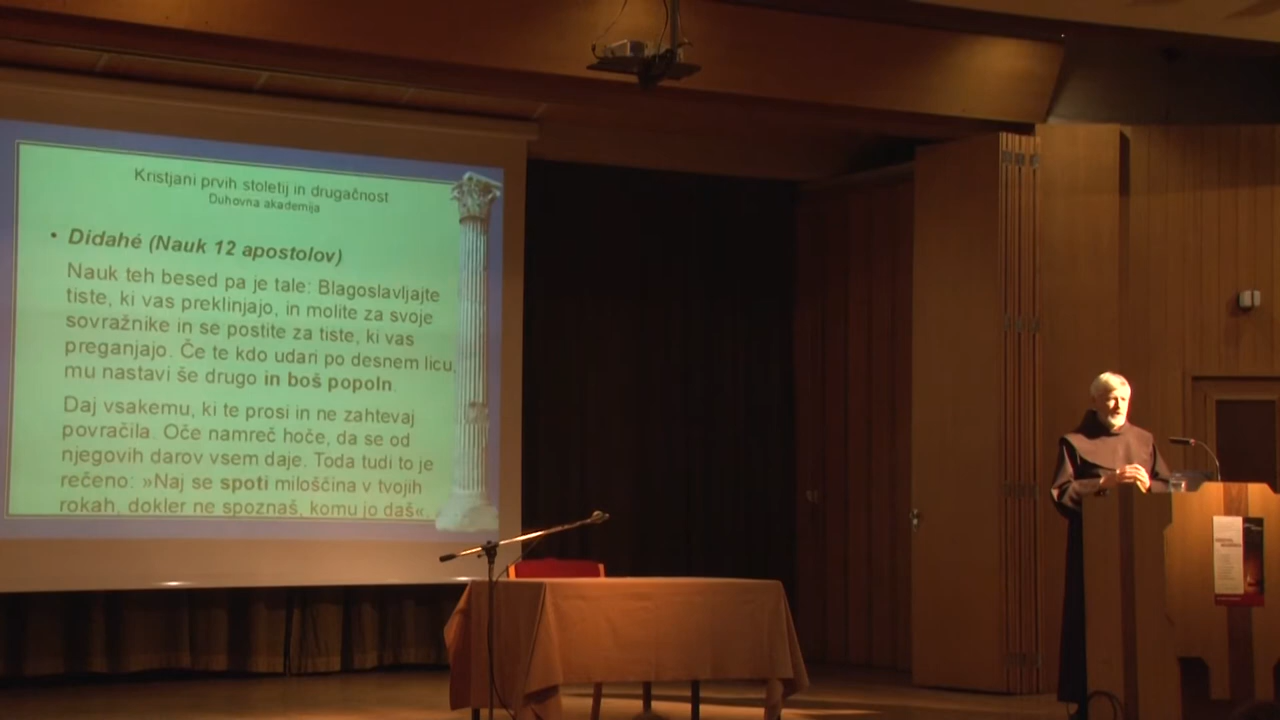 Kristjani prvih stoletij in drugačnost
Duhovna akademija
• Didahé (Nauk 12 apostolov)
Nauk teh besed pa je tale: Blagoslavljajte
tiste, ki vas preklinjajo, in molite za svoje
sovražnike in se postite za tiste, ki vas
preganjajo. Če te kdo udari po desnem licu,
mu nastavi še drugo in boš popoln.
Daj vsakemu, ki te prosi in ne zahtevaj
povračila. Oče namreč hoče, da se od
njegovih darov vsem daje. Toda tudi to je
rečeno: »Naj se spoti miloščina v tvojih
rokah, dokler ne spoznaš, komu jo daš«.